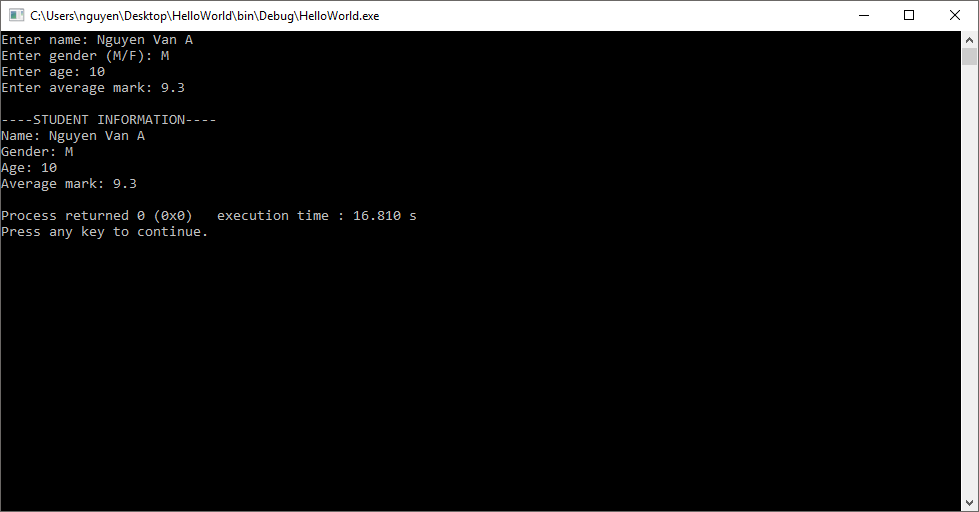 C:\Users\nguyen\Desktop\HelloWorld\bin\Debug\HelloWorld.exe
Enter name: Nguyen Van A
Enter gender (M/F): M
Enter age: 10
Enter average mark: 9.3
----STUDENT INFORMATION----
Name: Nguyen Van A
Gender: M
Age: 10
Average mark: 9.3
Process returned 0 (0x0)   execution time : 16.810 s
Press any key to continue.